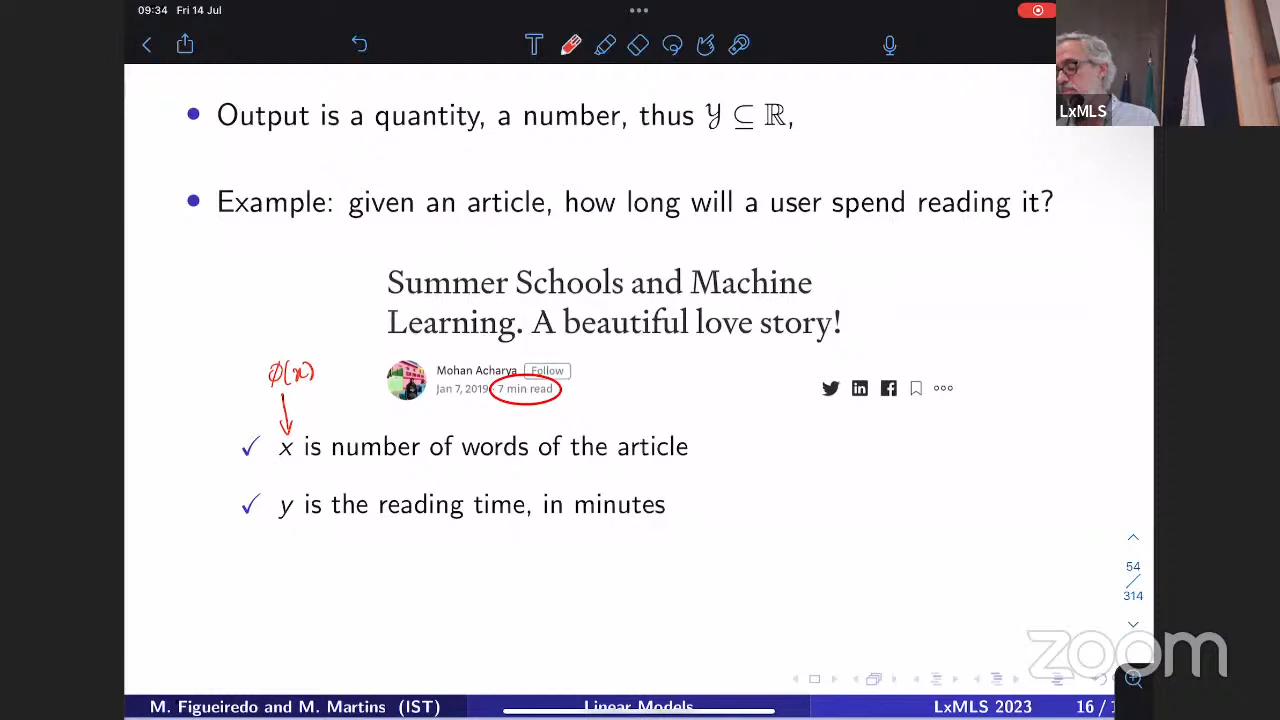 09:34 Fri 14 Jul
T
LxMLS
• Output is a quantity, a number, thus 𝒴 ⊆ ℝ,
• Example: given an article, how long will a user spend reading it?
Summer Schools and Machine
Learning. A beautiful love story!
Mohan Acharya Follow
Jan 7, 2019 · 7 min read
ϕ(x)
✓ x is number of words of the article
✓ y is the reading time, in minutes
54
314
zoom
M. Figueiredo and M. Martins (IST) Linear Models LxMLS 2023 16 /